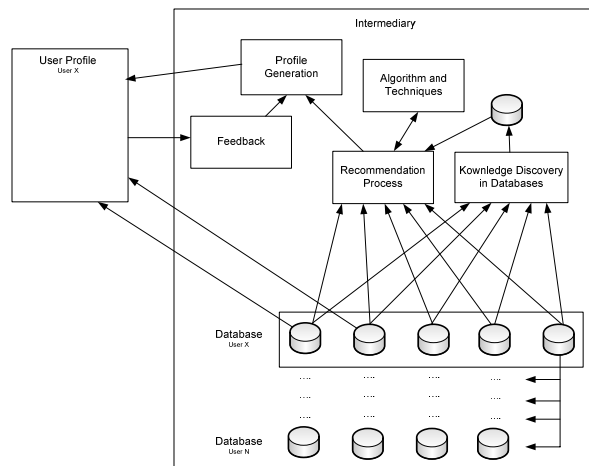 Intermediary
User Profile
User X
Profile
Generation
Algorithm and
Techniques
Feedback
Recommendation
Process
Kownledge Discovery
in Databases
Database
User X
.... .... .... ....
.... .... .... ....
.... .... .... ....
Database
User N